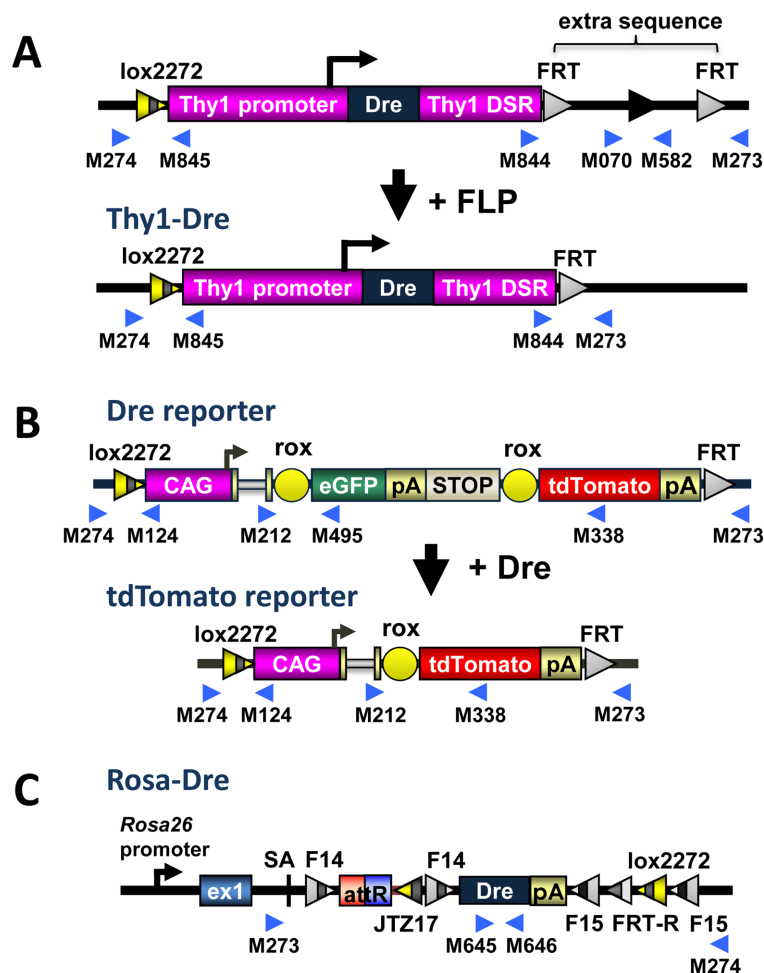 extra sequence
A
lox2272 FRT FRT
Thy1 promoter Dre Thy1 DSR
M274 M845 M844 M070 M582 M273
+ FLP
Thy1-Dre
lox2272 FRT
Thy1 promoter Dre Thy1 DSR
M274 M845 M844 M273
B
Dre reporter
lox2272 rox rox FRT
CAG eGFP pA STOP tdTomato pA
M274 M124 M212 M495 M338 M273
+ Dre
tdTomato reporter
lox2272 rox FRT
CAG tdTomato pA
M274 M124 M212 M338 M273
C
Rosa-Dre
Rosa26
promoter
SA F14 F14 lox2272
ex1 attR Dre pA
JTZ17 F15 FRT-R F15
M273 M645 M646 M274